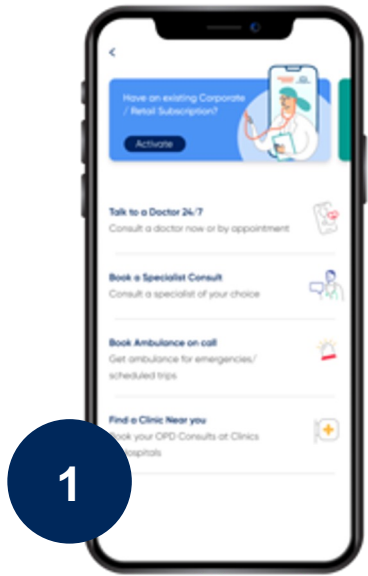 Have an existing Corporate
/ Retail Subscription?
Activate
Talk to a Doctor 24/7
Consult a doctor now or by appointment
Book a Specialist Consult
Consult a specialist of your choice
Book Ambulance on call
Get ambulance for emergencies/
scheduled trips
Find a Clinic Near you
ook your OPD Consults at Clinics
ospitals
1